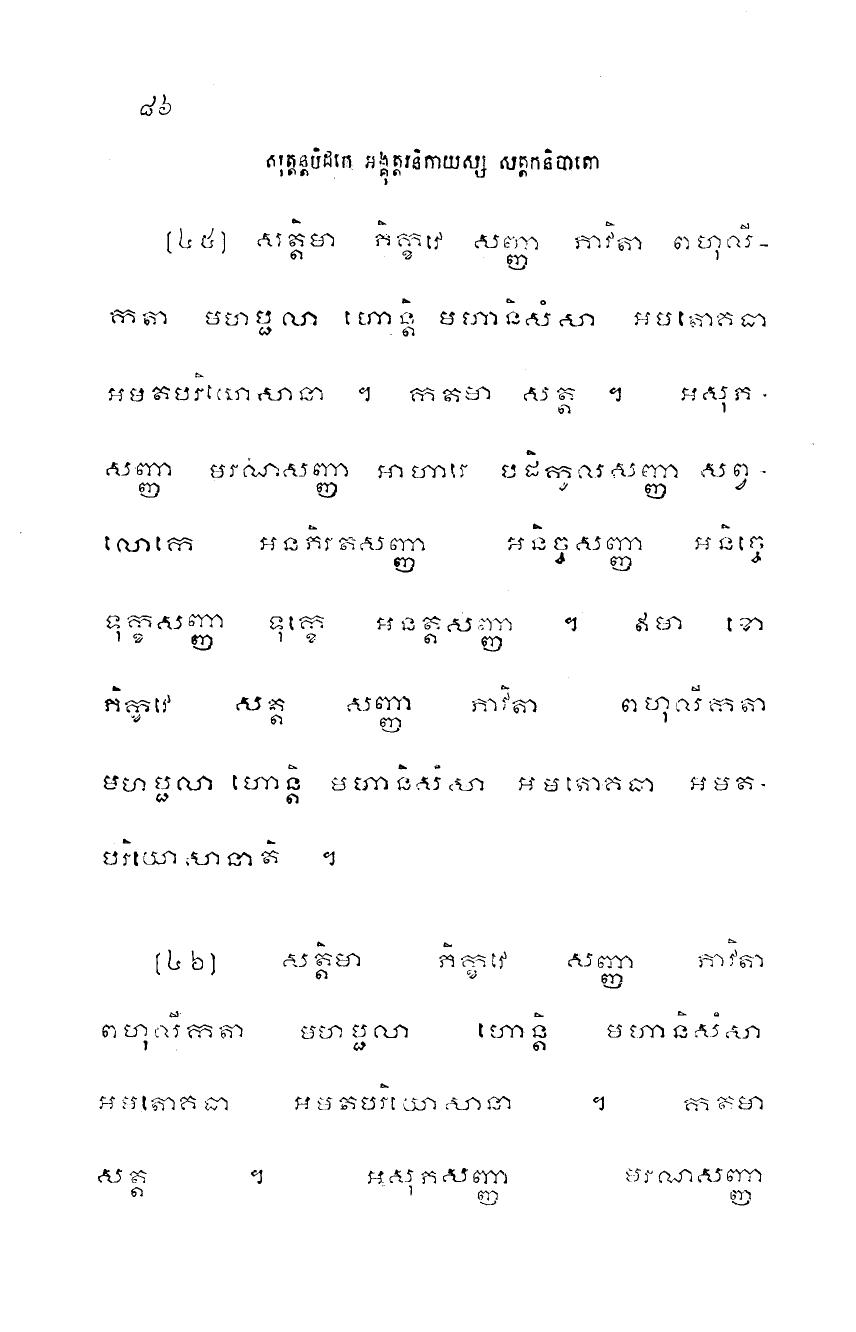 ៨៦
សុត្តន្តបិដកេ អង្គុត្តរនិកាយស្ស សត្តកនិបាតោ
[៤៥] សត្តិមា ភិក្ខវេ សញ្ញា ភាវិតា ពហុលី-
កតា មហប្ផលា ហោន្តិ មហានិសំសា អមតោគធា
អមតបរិយោសានា ។ កតមា សត្ត ។ អសុភ-
សញ្ញា មរណសញ្ញា អាហារេ បដិកូលសញ្ញា សព្វ-
លោកេ អនភិរតសញ្ញា អនិច្ចសញ្ញា អនិច្ចេ
ទុក្ខសញ្ញា ទុក្ខេ អនត្តសញ្ញា ។ ឥមា ខោ
ភិក្ខវេ សត្ត សញ្ញា ភាវិតា ពហុលីកតា
មហប្ផលា ហោន្តិ មហានិសំសា អមតោគធា អមត-
បរិយោសានាតិ ។
[៤៦] សត្តិមា ភិក្ខវេ សញ្ញា ភាវិតា
ពហុលីកតា មហប្ផលា ហោន្តិ មហានិសំសា
អមតោគធា អមតបរិយោសានា ។ កតមា
សត្ត ។ អសុភសញ្ញា មរណសញ្ញា